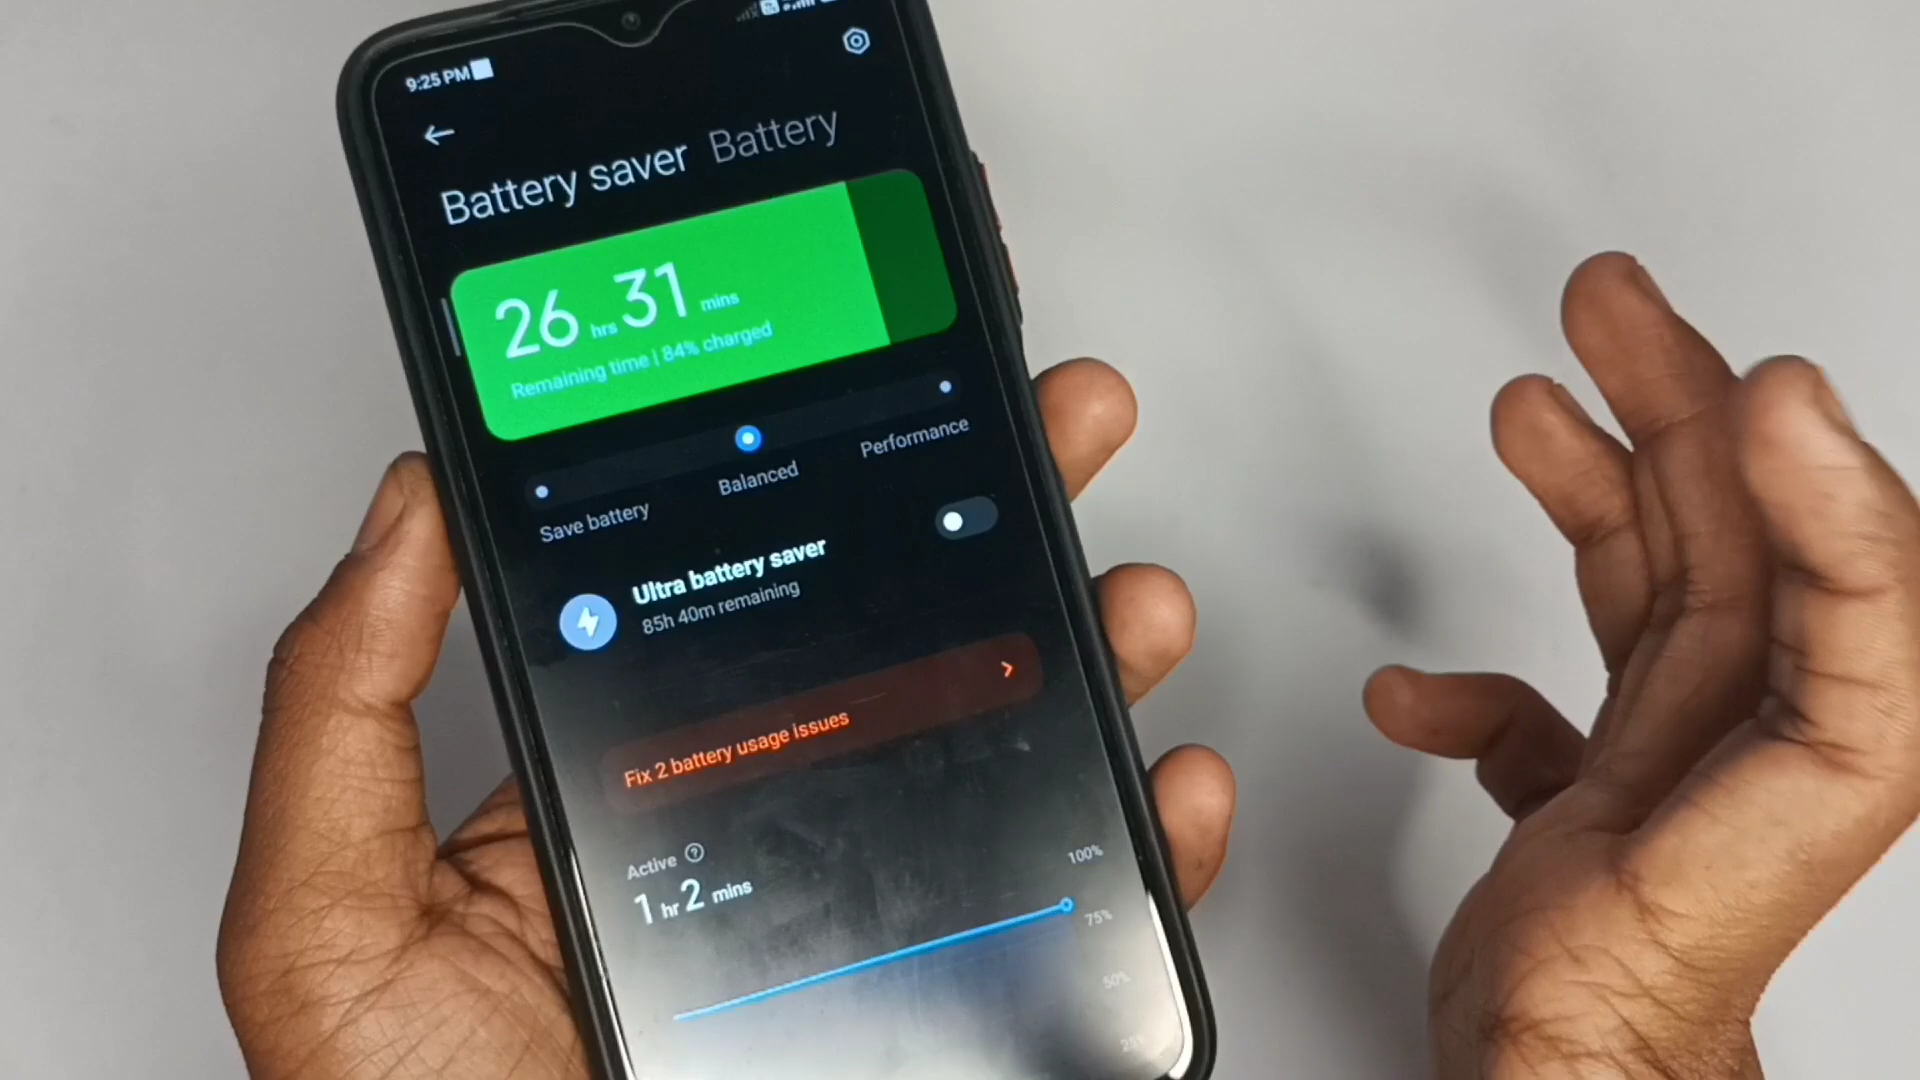 9:25 PM
Battery saver Battery
26 hrs 31 mins
Remaining time | 84% charged
Save battery
Balanced
Performance
Ultra battery saver
85h 40m remaining
Fix 2 battery usage issues
Active
1 hr 2 mins
100%
75%
50%
25%